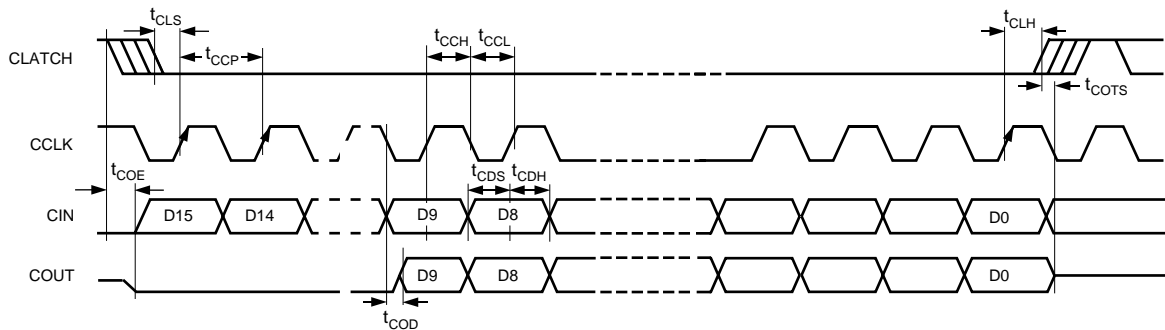 tCLS
tCLH
tCCH tCCL
tCCP
CLATCH
tCOTS
CCLK
tCOE
tCDS tCDH
CIN D15 D14 D9 D8 D0
COUT D9 D8 D0
tCOD